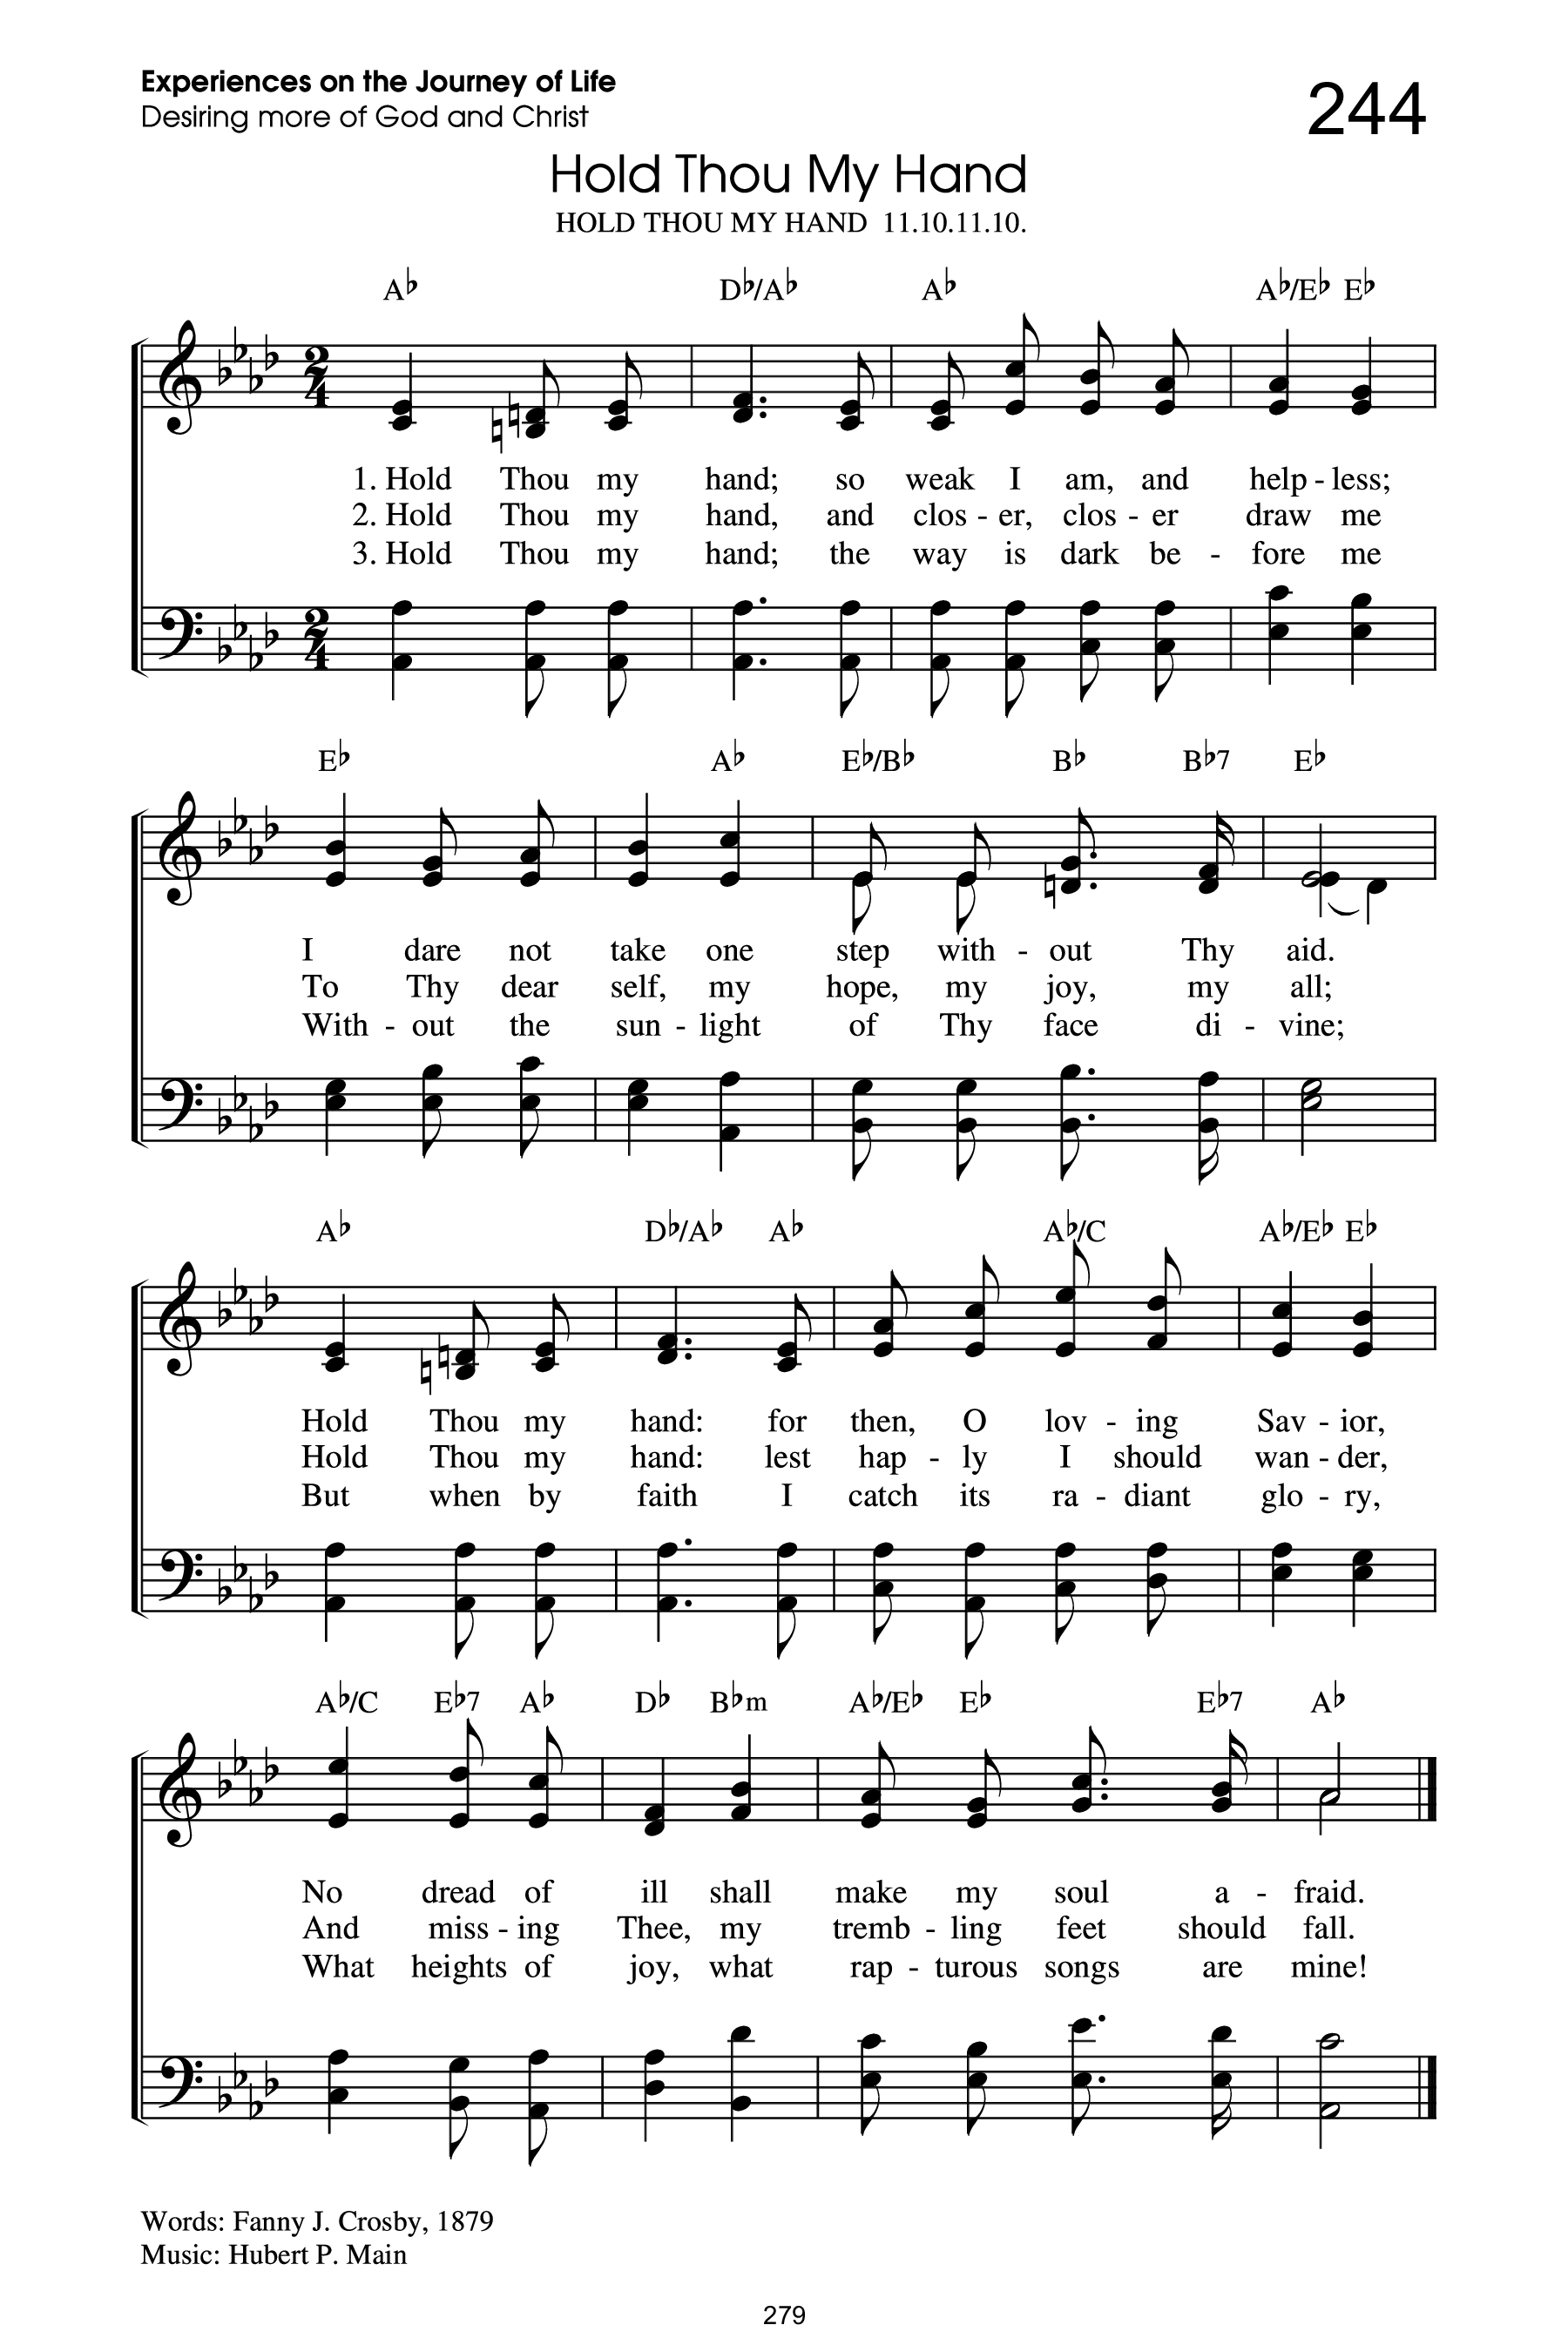 Experiences on the Journey of Life
Desiring more of God and Christ
244
Hold Thou My Hand
HOLD THOU MY HAND 11.10.11.10.
A♭ D♭/A♭ A♭ A♭/E♭ E♭
1. Hold Thou my hand; so weak I am, and help - less;
2. Hold Thou my hand, and clos - er, clos - er draw me
3. Hold Thou my hand; the way is dark be - fore me
E♭ A♭ E♭/B♭ B♭ B♭7 E♭
I dare not take one step with - out Thy aid.
To Thy dear self, my hope, my joy, my all;
With - out the sun - light of Thy face di - vine;
A♭ D♭/A♭ A♭ A♭/C A♭/E♭ E♭
Hold Thou my hand: for then, O lov - ing Sav - ior,
Hold Thou my hand: lest hap - ly I should wan - der,
But when by faith I catch its ra - diant glo - ry,
A♭/C E♭7 A♭ D♭ B♭m A♭/E♭ E♭ E♭7 A♭
No dread of ill shall make my soul a - fraid.
And miss - ing Thee, my tremb - ling feet should fall.
What heights of joy, what rap - turous songs are mine!
Words: Fanny J. Crosby, 1879
Music: Hubert P. Main
279